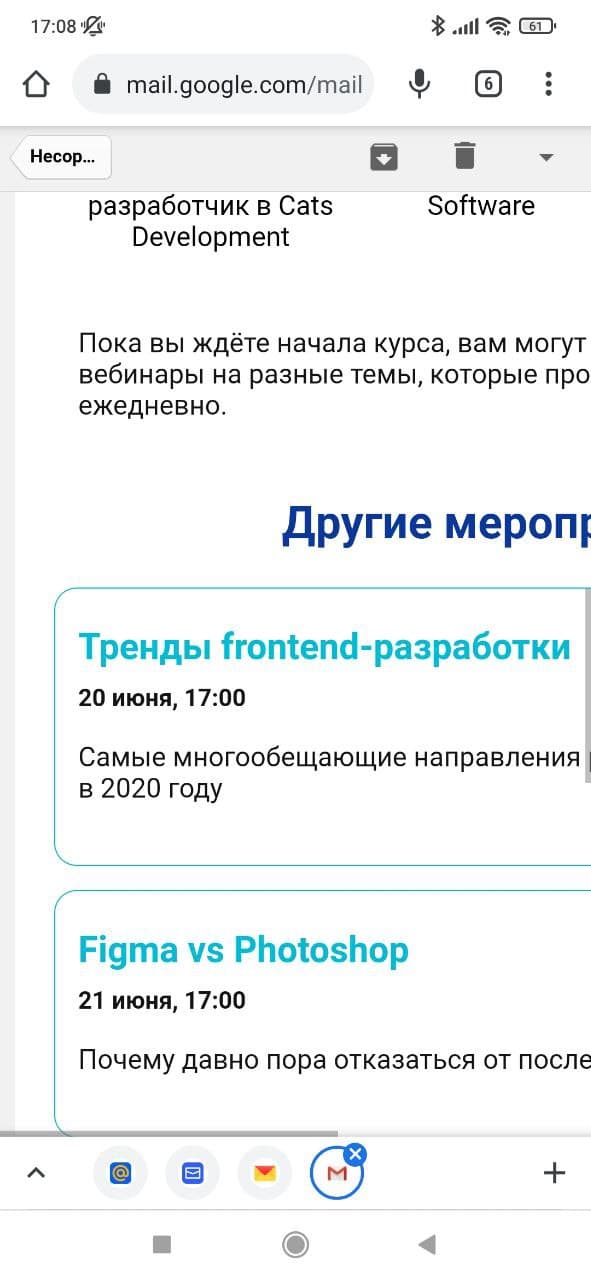 17:08
61
mail.google.com/mail
6
Несор...
разработчик в Cats
Development
Software
Пока вы ждёте начала курса, вам могут
вебинары на разные темы, которые про
ежедневно.
Другие меропр
Тренды frontend-разработки
20 июня, 17:00
Самые многообещающие направления
в 2020 году
Figma vs Photoshop
21 июня, 17:00
Почему давно пора отказаться от после